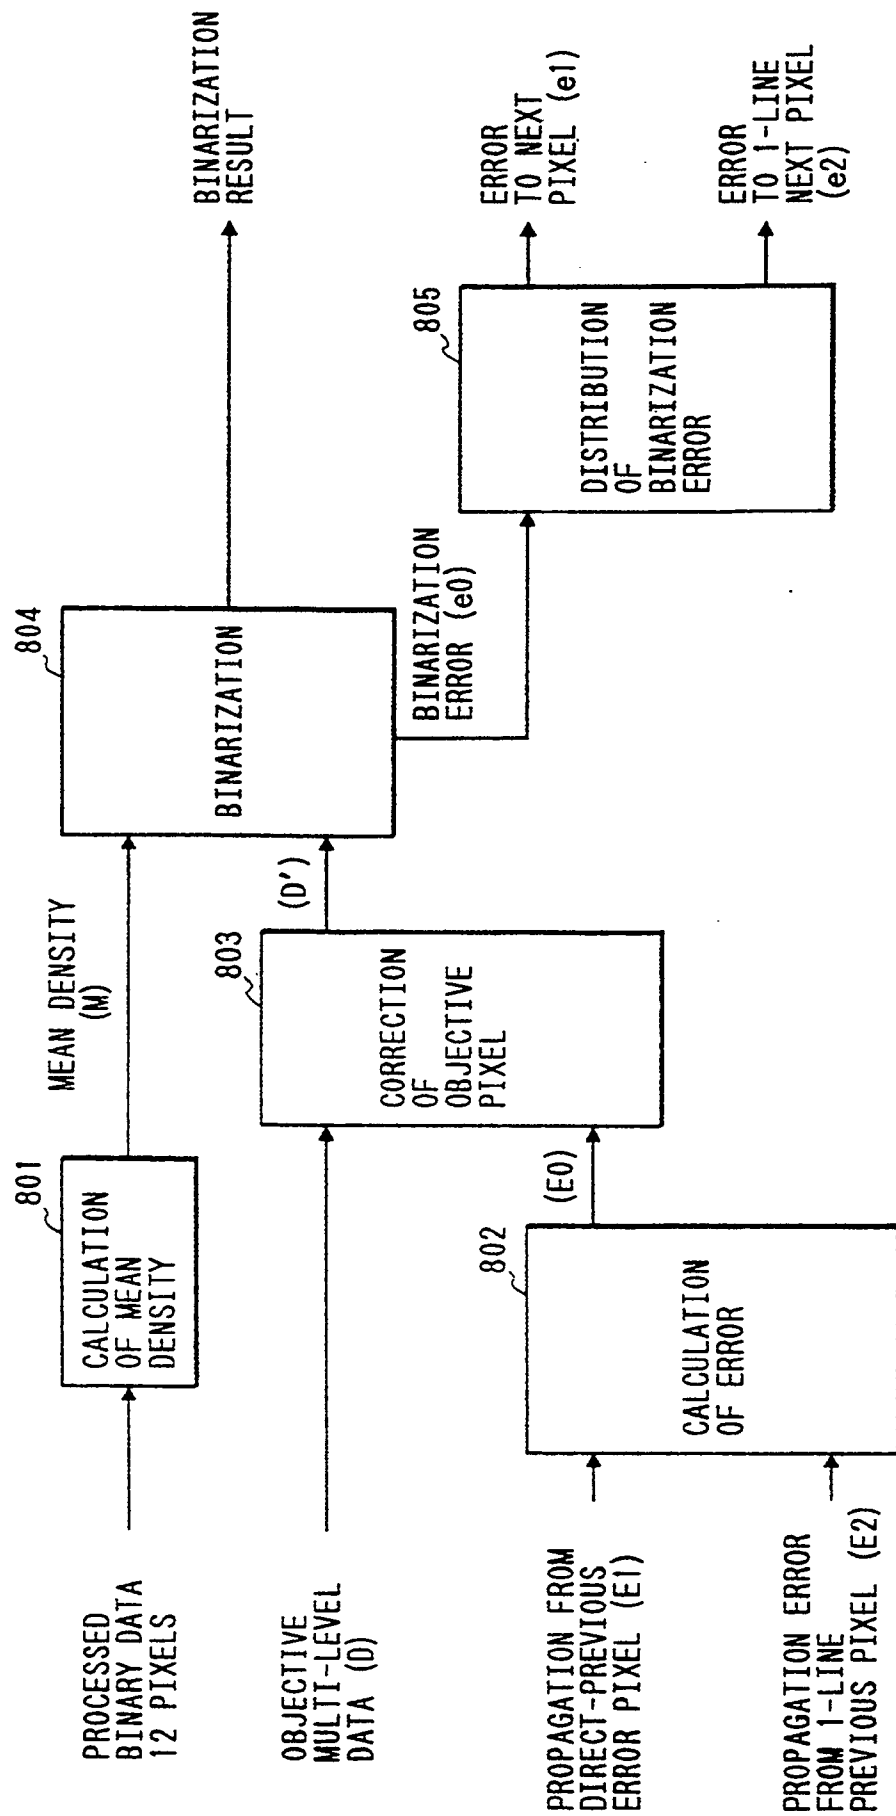 PROCESSED
BINARY DATA
12 PIXELS
801
CALCULATION
OF MEAN
DENSITY
MEAN DENSITY
(M)
804
BINARIZATION
BINARIZATION
RESULT
OBJECTIVE
MULTI-LEVEL
DATA (D)
803
CORRECTION
OF
OBJECTIVE
PIXEL
(D')
BINARIZATION
ERROR (e0)
805
DISTRIBUTION
OF
BINARIZATION
ERROR
ERROR
TO NEXT
PIXEL (e1)
ERROR
TO 1-LINE
NEXT PIXEL
(e2)
PROPAGATION FROM
DIRECT-PREVIOUS
ERROR PIXEL (E1)
PROPAGATION ERROR
FROM 1-LINE
PREVIOUS PIXEL (E2)
802
CALCULATION
OF ERROR
(E0)